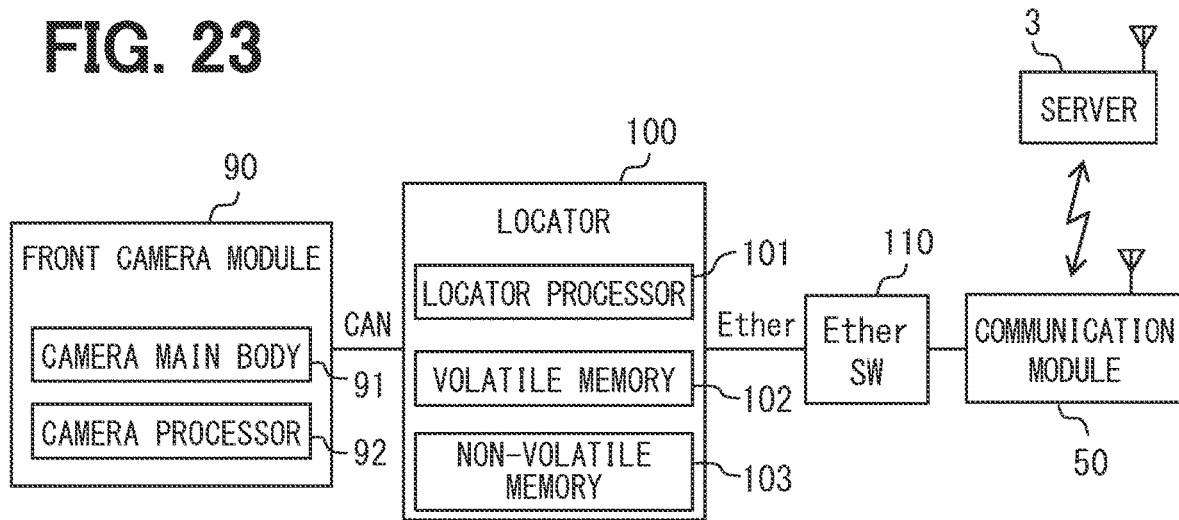 FIG. 23
3
SERVER
90
FRONT CAMERA MODULE
CAMERA MAIN BODY
91
CAMERA PROCESSOR
92
CAN
100
LOCATOR
101
LOCATOR PROCESSOR
VOLATILE MEMORY
102
NON-VOLATILE
MEMORY
103
Ether
110
Ether
SW
COMMUNICATION
MODULE
50